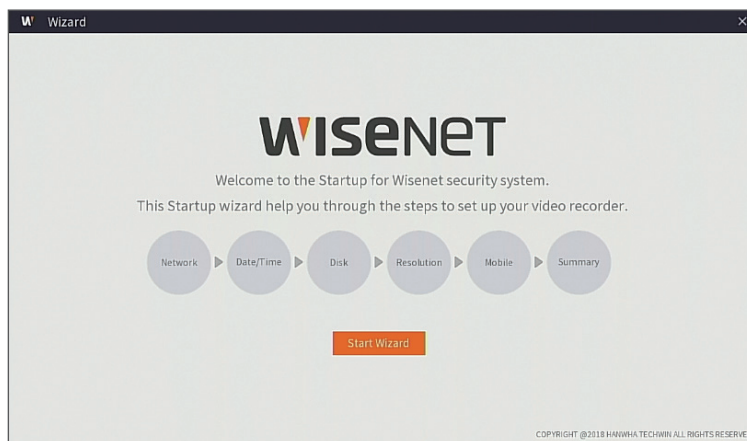 Wizard
WISENET
Welcome to the Startup for Wisenet security system.
This Startup wizard help you through the steps to set up your video recorder.
Network Date/Time Disk Resolution Mobile Summary
Start Wizard
COPYRIGHT @2018 HANWHA TECHWIN ALL RIGHTS RESERVE